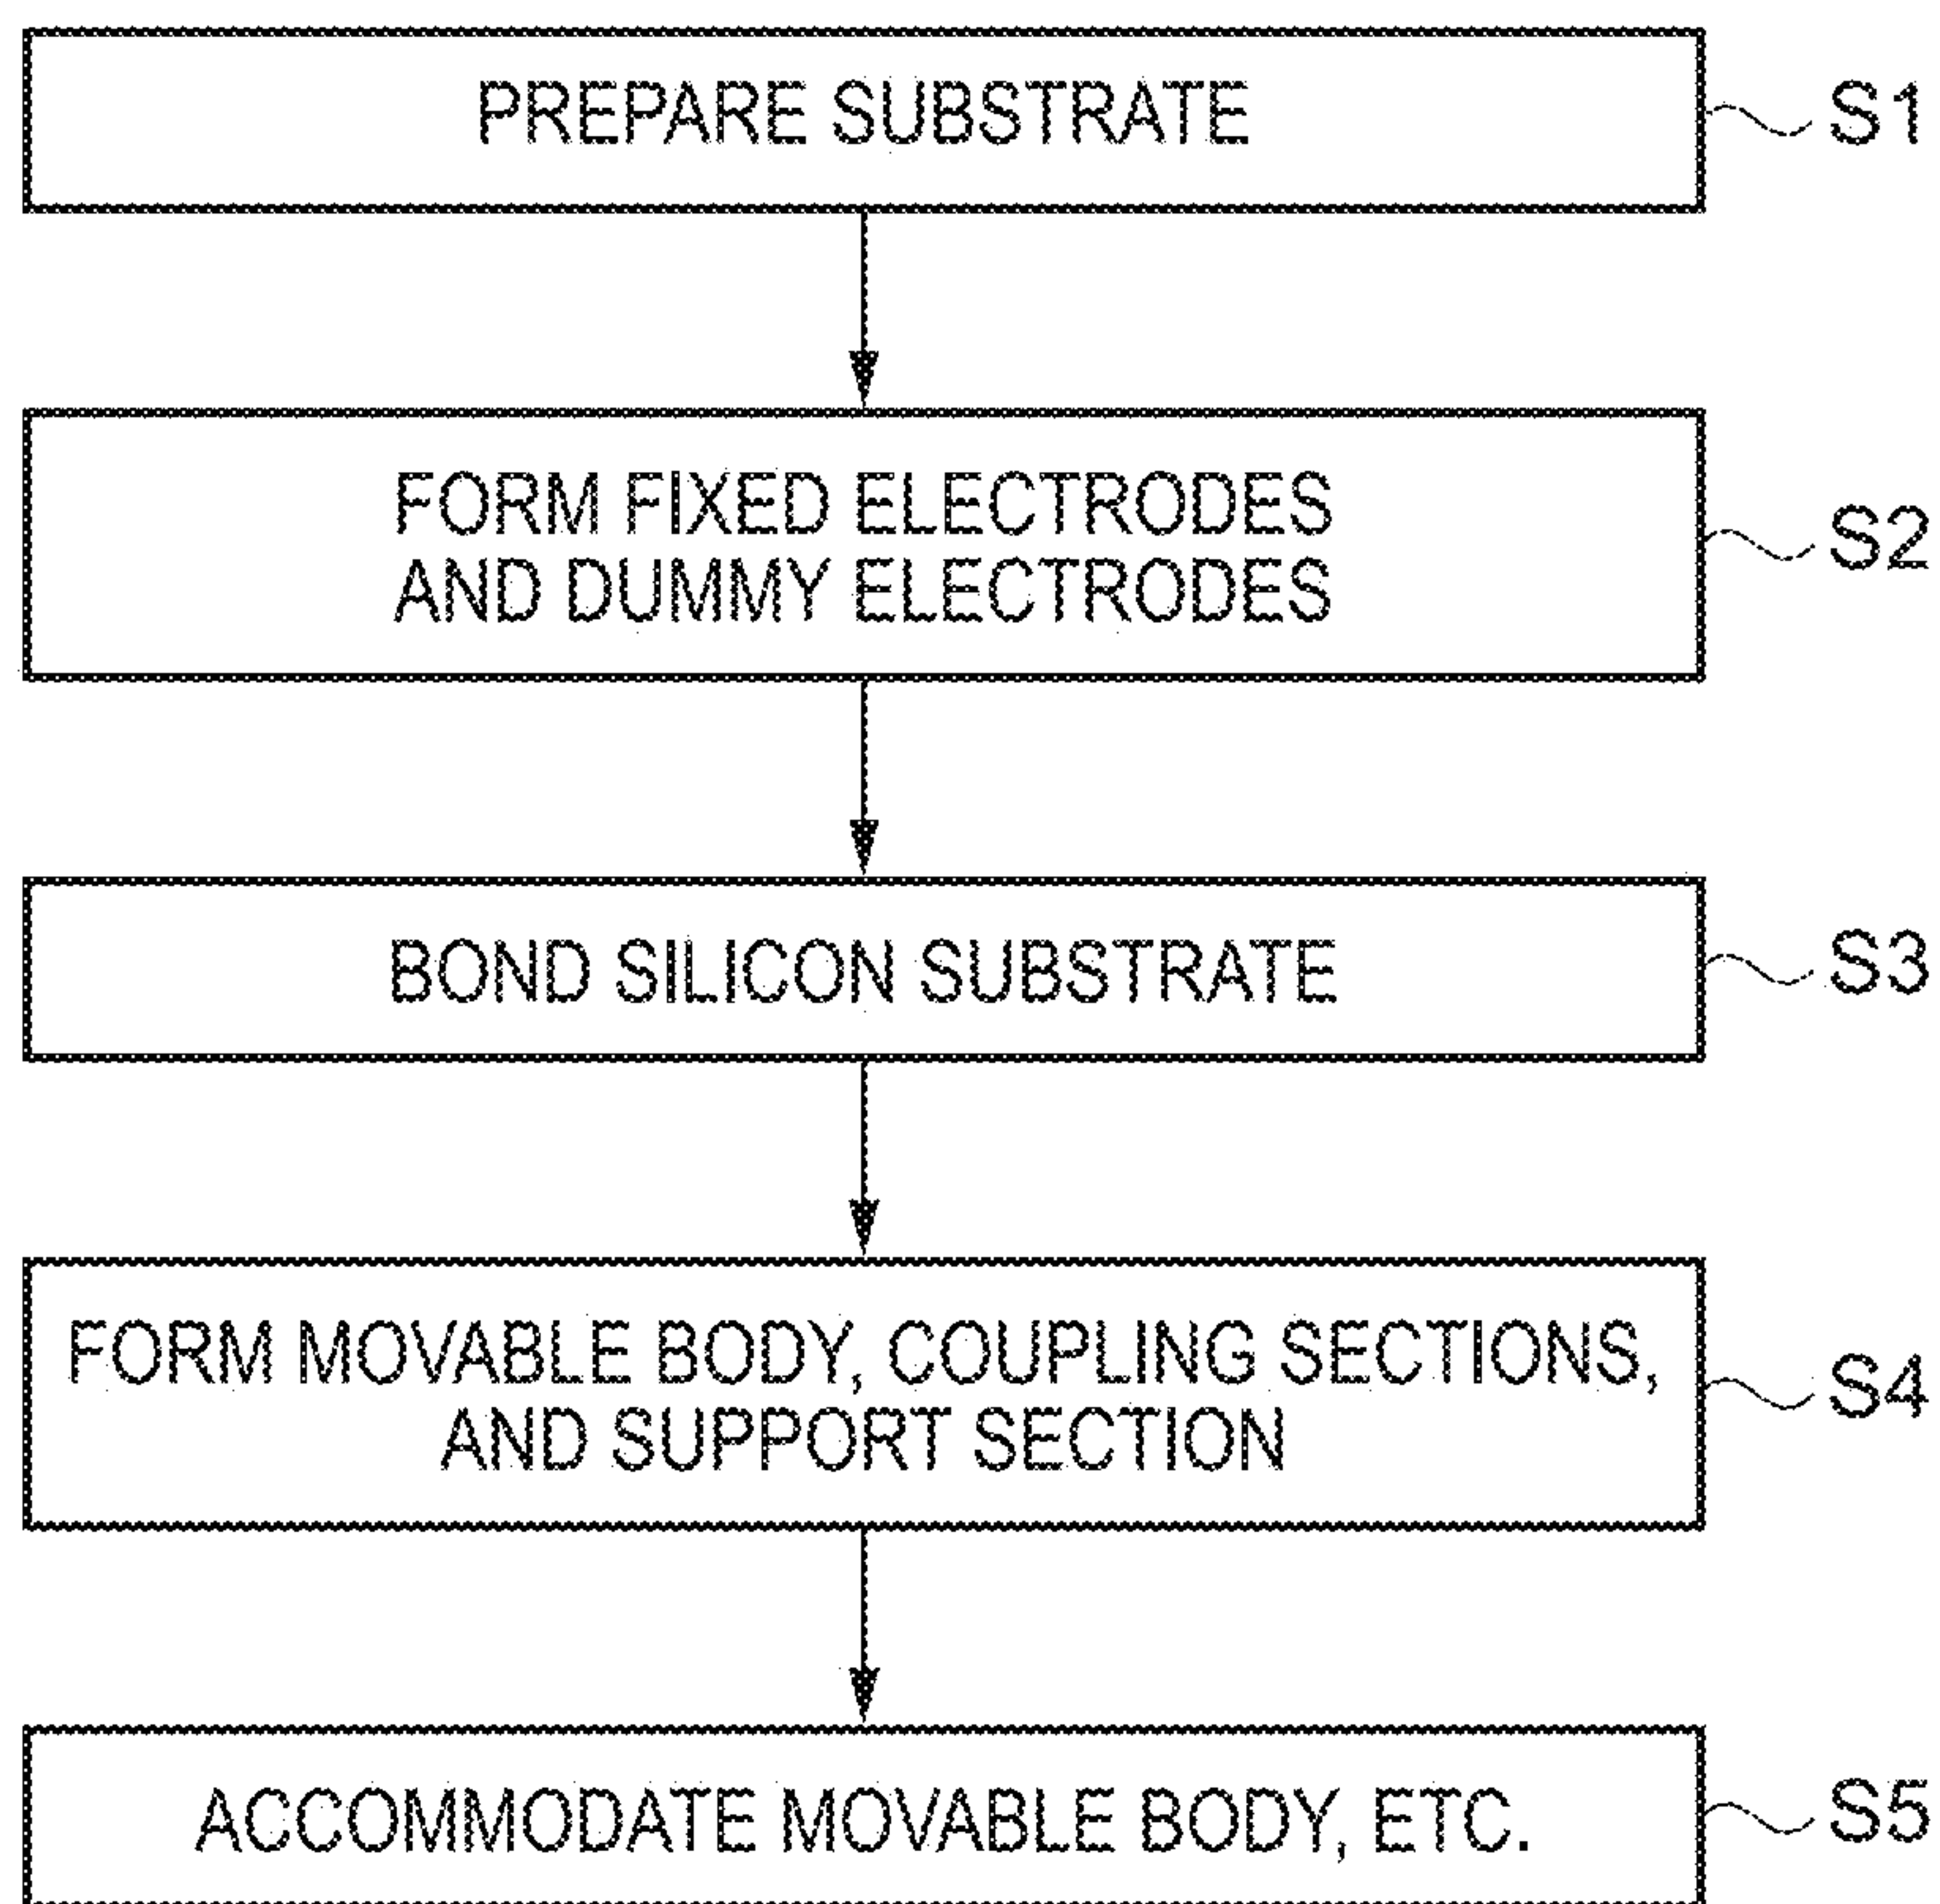 PREPARE SUBSTRATE
S1
FORM FIXED ELECTRODES
AND DUMMY ELECTRODES
S2
BOND SILICON SUBSTRATE
S3
FORM MOVABLE BODY, COUPLING SECTIONS,
AND SUPPORT SECTION
S4
ACCOMMODATE MOVABLE BODY, ETC.
S5